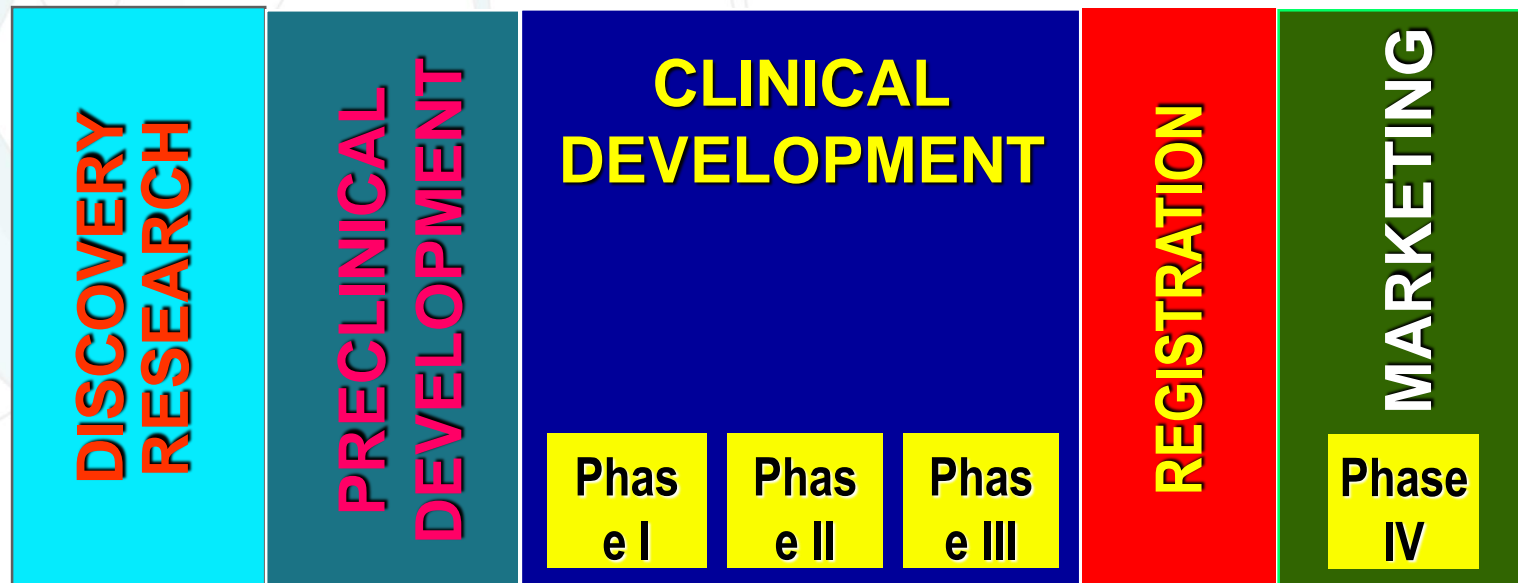 DISCOVERY
RESEARCH
PRECLINICAL
DEVELOPMENT
CLINICAL
DEVELOPMENT
Phas
e I
Phas
e II
Phas
e III
REGISTRATION
MARKETING
Phase
IV